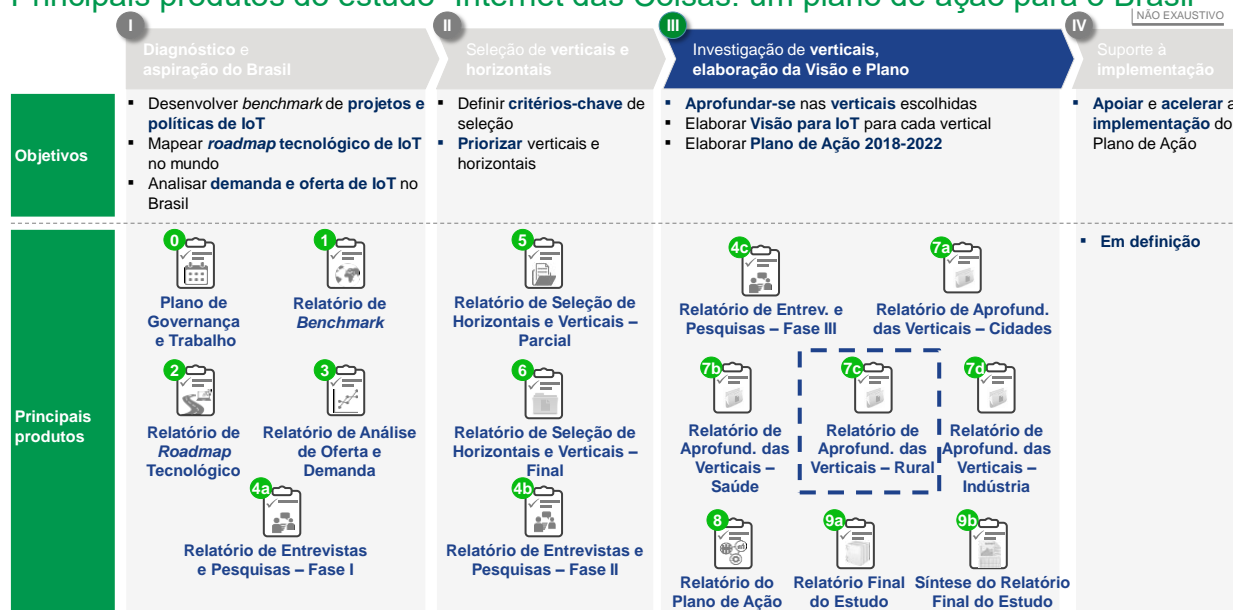 Principais produtos do estudo "Internet das Coisas: um plano de ação para o Brasil"
NÃO EXAUSTIVO
I
Diagnóstico e
aspiração do Brasil
II
Seleção de verticais e
horizontais
III
Investigação de verticais,
elaboração da Visão e Plano
IV
Suporte à
implementação
Objetivos
▪ Desenvolver benchmark de projetos e
políticas de IoT
▪ Mapear roadmap tecnológico de IoT
no mundo
▪ Analisar demanda e oferta de IoT no
Brasil
▪ Definir critérios-chave de
seleção
▪ Priorizar verticais e
horizontais
▪ Aprofundar-se nas verticais escolhidas
▪ Elaborar Visão para IoT para cada vertical
▪ Elaborar Plano de Ação 2018-2022
▪ Apoiar e acelerar a
implementação do
Plano de Ação
Principais
produtos
0
Plano de
Governança
e Trabalho
1
Relatório de
Benchmark
2
Relatório de
Roadmap
Tecnológico
3
Relatório de Análise
de Oferta e
Demanda
4a
Relatório de Entrevistas
e Pesquisas – Fase I
5
Relatório de Seleção de
Horizontais e Verticais –
Parcial
6
Relatório de Seleção de
Horizontais e Verticais –
Final
4b
Relatório de Entrevistas e
Pesquisas – Fase II
4c
Relatório de Entrev. e
Pesquisas – Fase III
7a
Relatório de Aprofund.
das Verticais – Cidades
7b
Relatório de
Aprofund. das
Verticais –
Saúde
7c
Relatório de
Aprofund. das
Verticais – Rural
7d
Relatório de
Aprofund. das
Verticais –
Indústria
8
Relatório do
Plano de Ação
9a
Relatório Final
do Estudo
9b
Síntese do Relatório
Final do Estudo
▪ Em definição